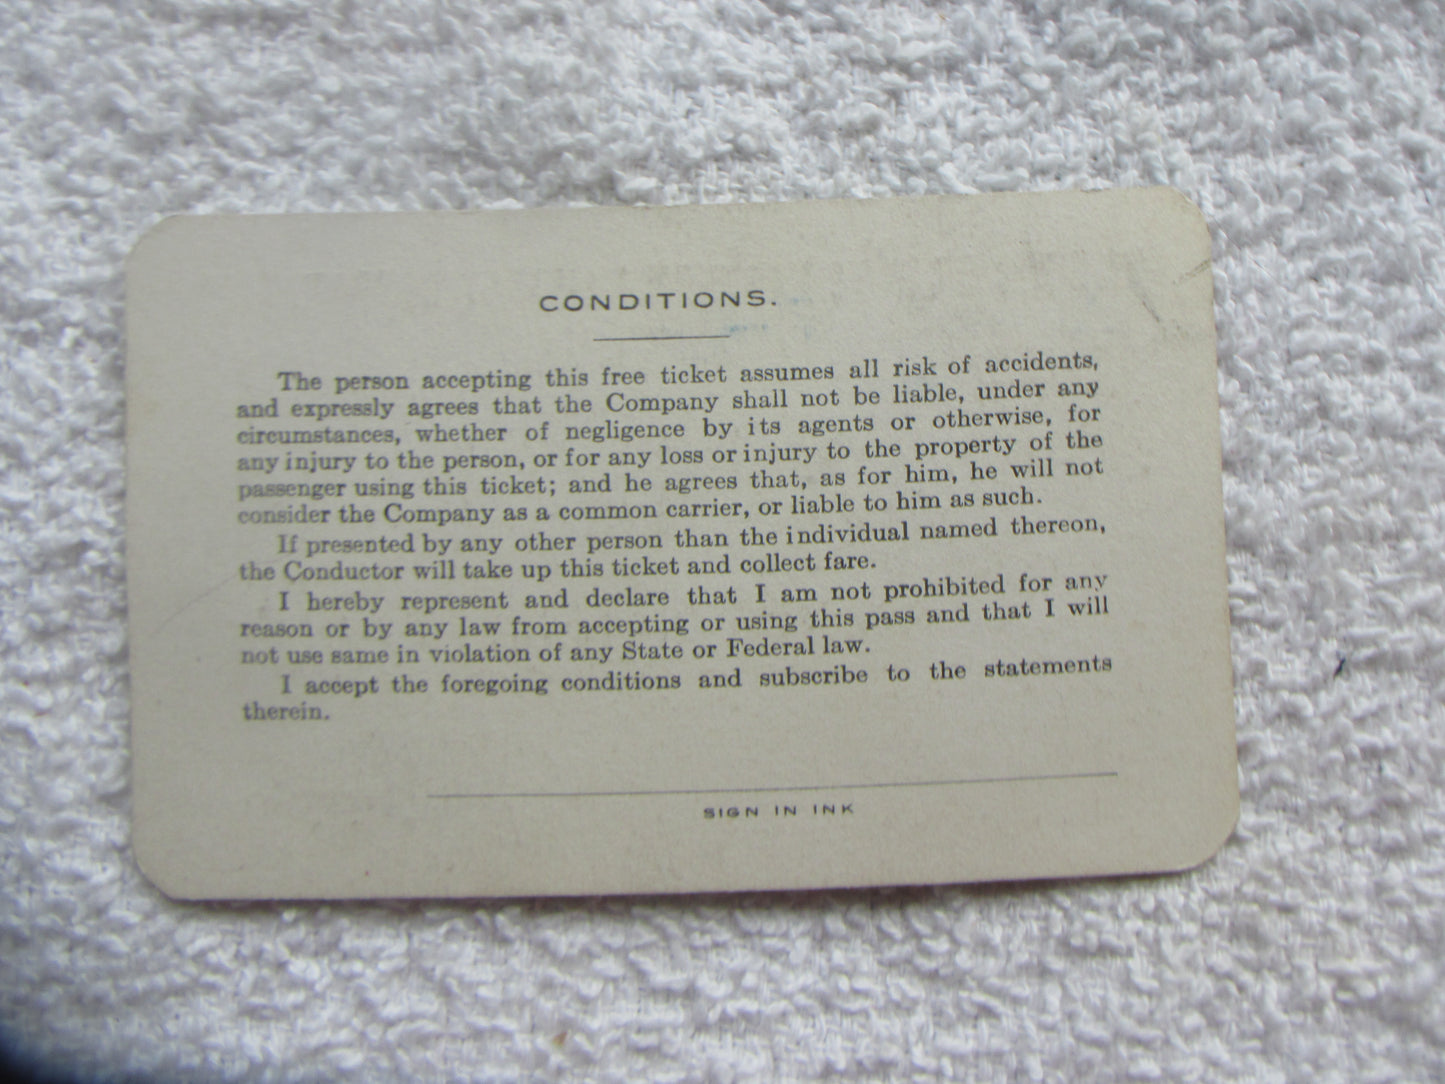 CONDITIONS.
The person accepting this free ticket assumes all risk of accidents,
and expressly agrees that the Company shall not be liable, under any
circumstances, whether of negligence by its agents or otherwise, for
any injury to the person, or for any loss or injury to the property of the
passenger using this ticket; and he agrees that, as for him, he will not
consider the Company as a common carrier, or liable to him as such.
If presented by any other person than the individual named thereon,
the Conductor will take up this ticket and collect fare.
I hereby represent and declare that I am not prohibited for any
reason or by any law from accepting or using this pass and that I will
not use same in violation of any State or Federal law.
I accept the foregoing conditions and subscribe to the statements
therein.
SIGN IN INK